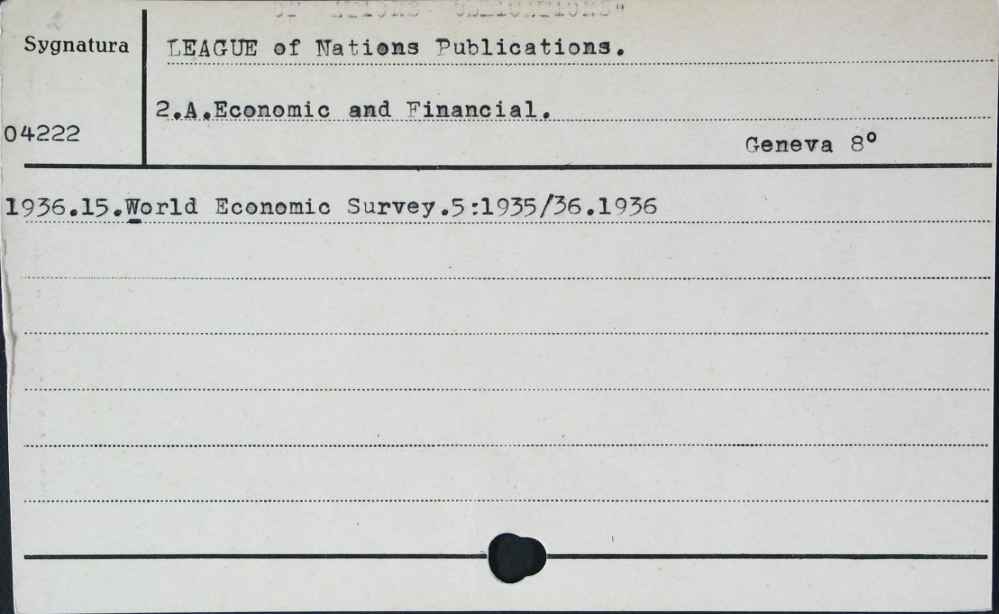 Sygnatura
LEAGUE of Nations Publications.
2.A.Economic and Financial.
04222
Geneva 8°
1936.15.World Economic Survey.5:1935/36.1936